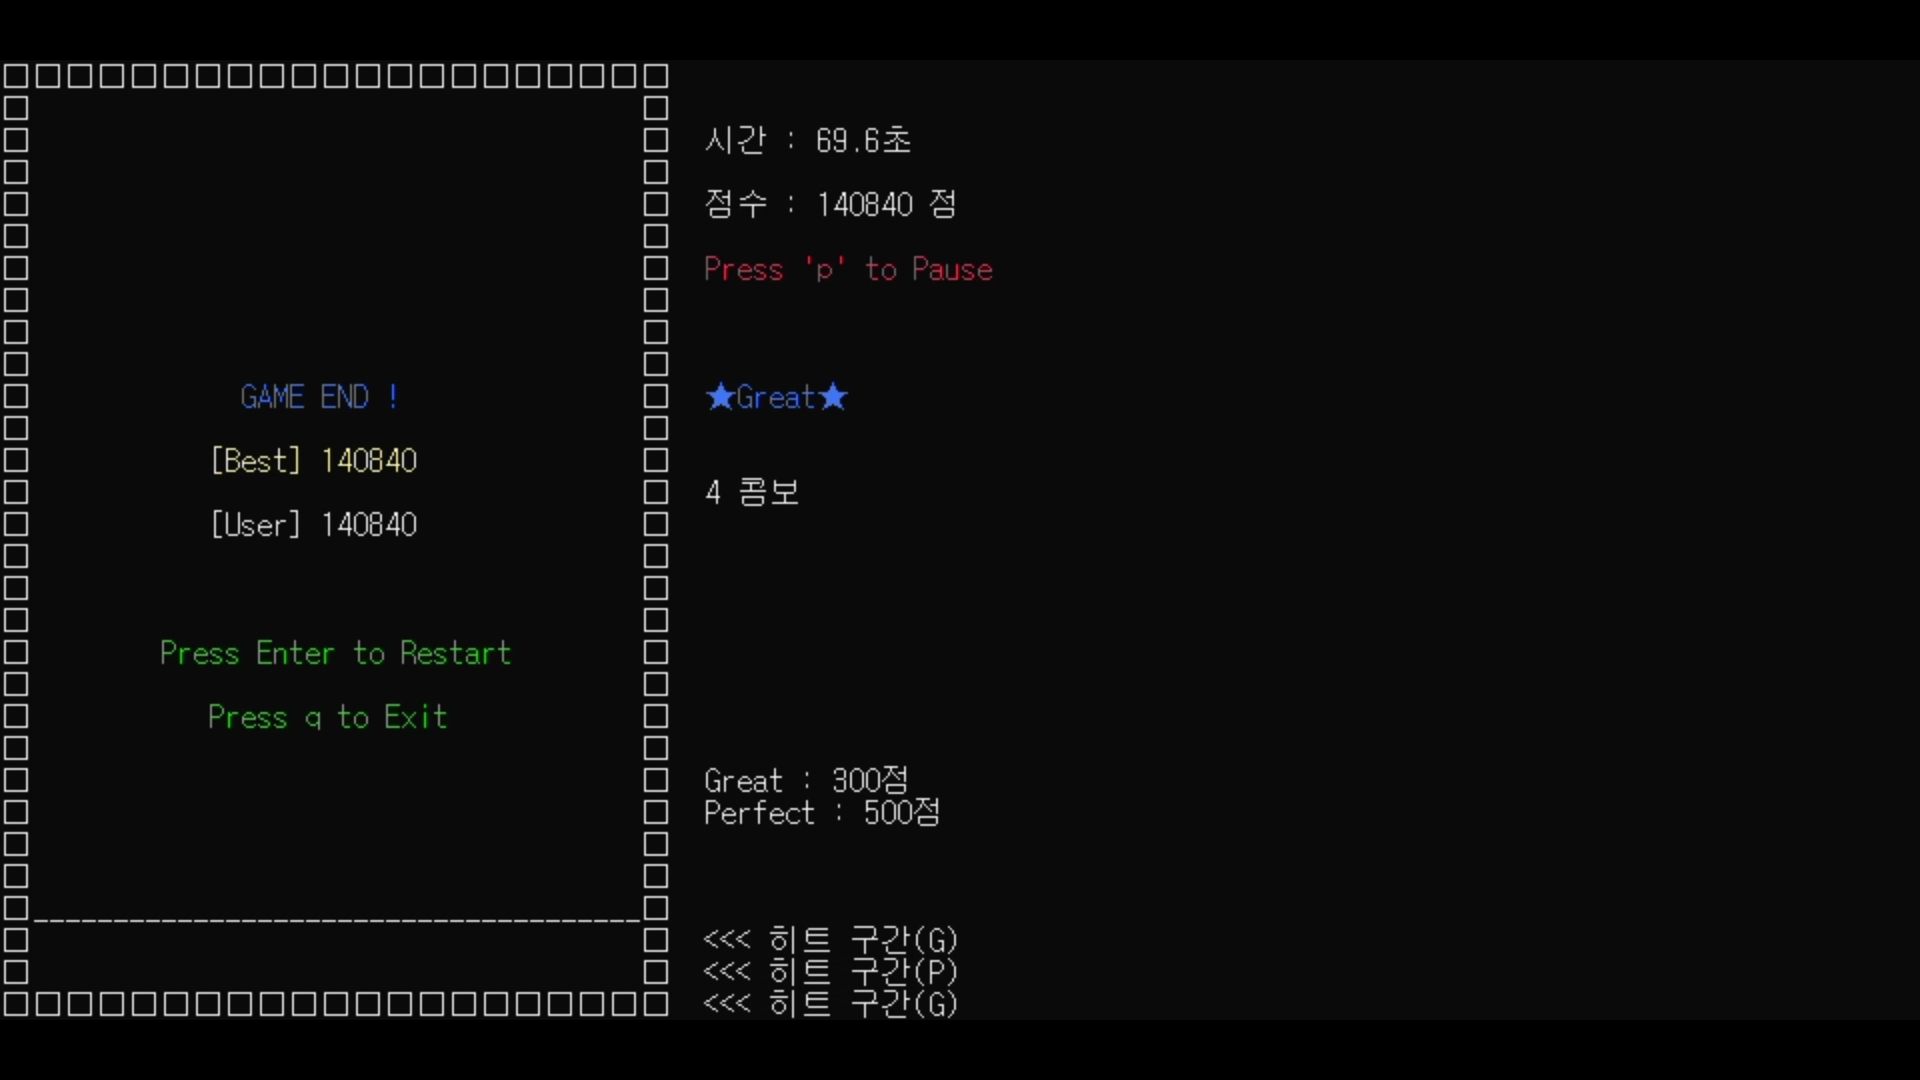 시간 : 69.6초
점수 : 140840 점
Press 'p' to Pause
GAME END !
★Great★
[Best] 140840
4 콤보
[User] 140840
Press Enter to Restart
Press q to Exit
Great : 300점
Perfect : 500점
<<< 히트 구간(G)
<<< 히트 구간(P)
<<< 히트 구간(G)